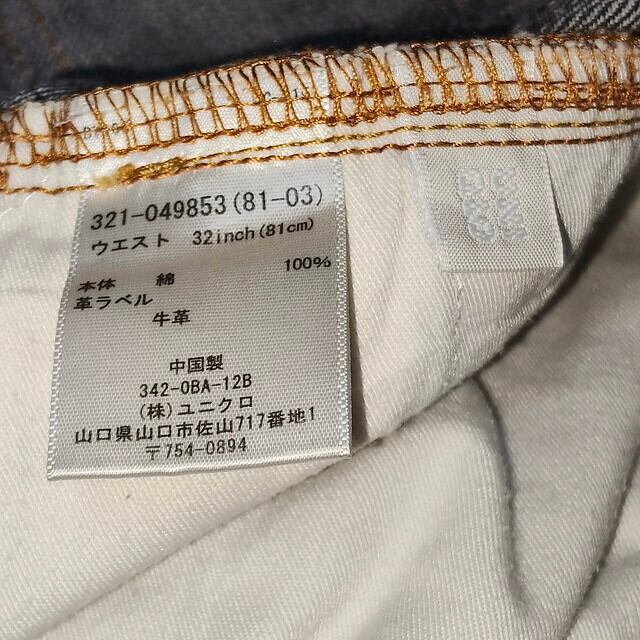 321-049853(81-03)
ウエスト 32inch(81cm)
100%
本体 綿
革ラベル
牛革
中国製
342-0BA-12B
(株)ユニクロ
山口県山口市佐山717番地1
〒754-0894